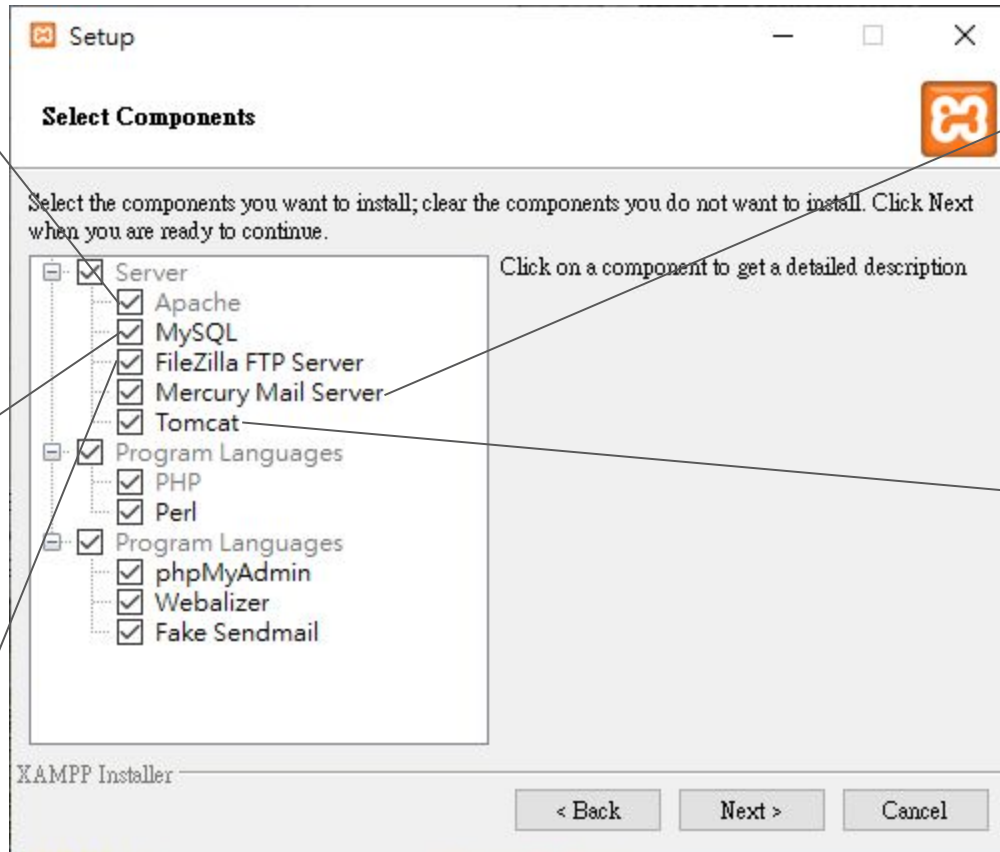 Setup
Select Components
Select the components you want to install; clear the components you do not want to install. Click Next
when you are ready to continue.
Server
Apache
MySQL
FileZilla FTP Server
Mercury Mail Server
Tomcat
Program Languages
PHP
Perl
Program Languages
phpMyAdmin
Webalizer
Fake Sendmail
Click on a component to get a detailed description
XAMPP Installer
< Back
Next >
Cancel